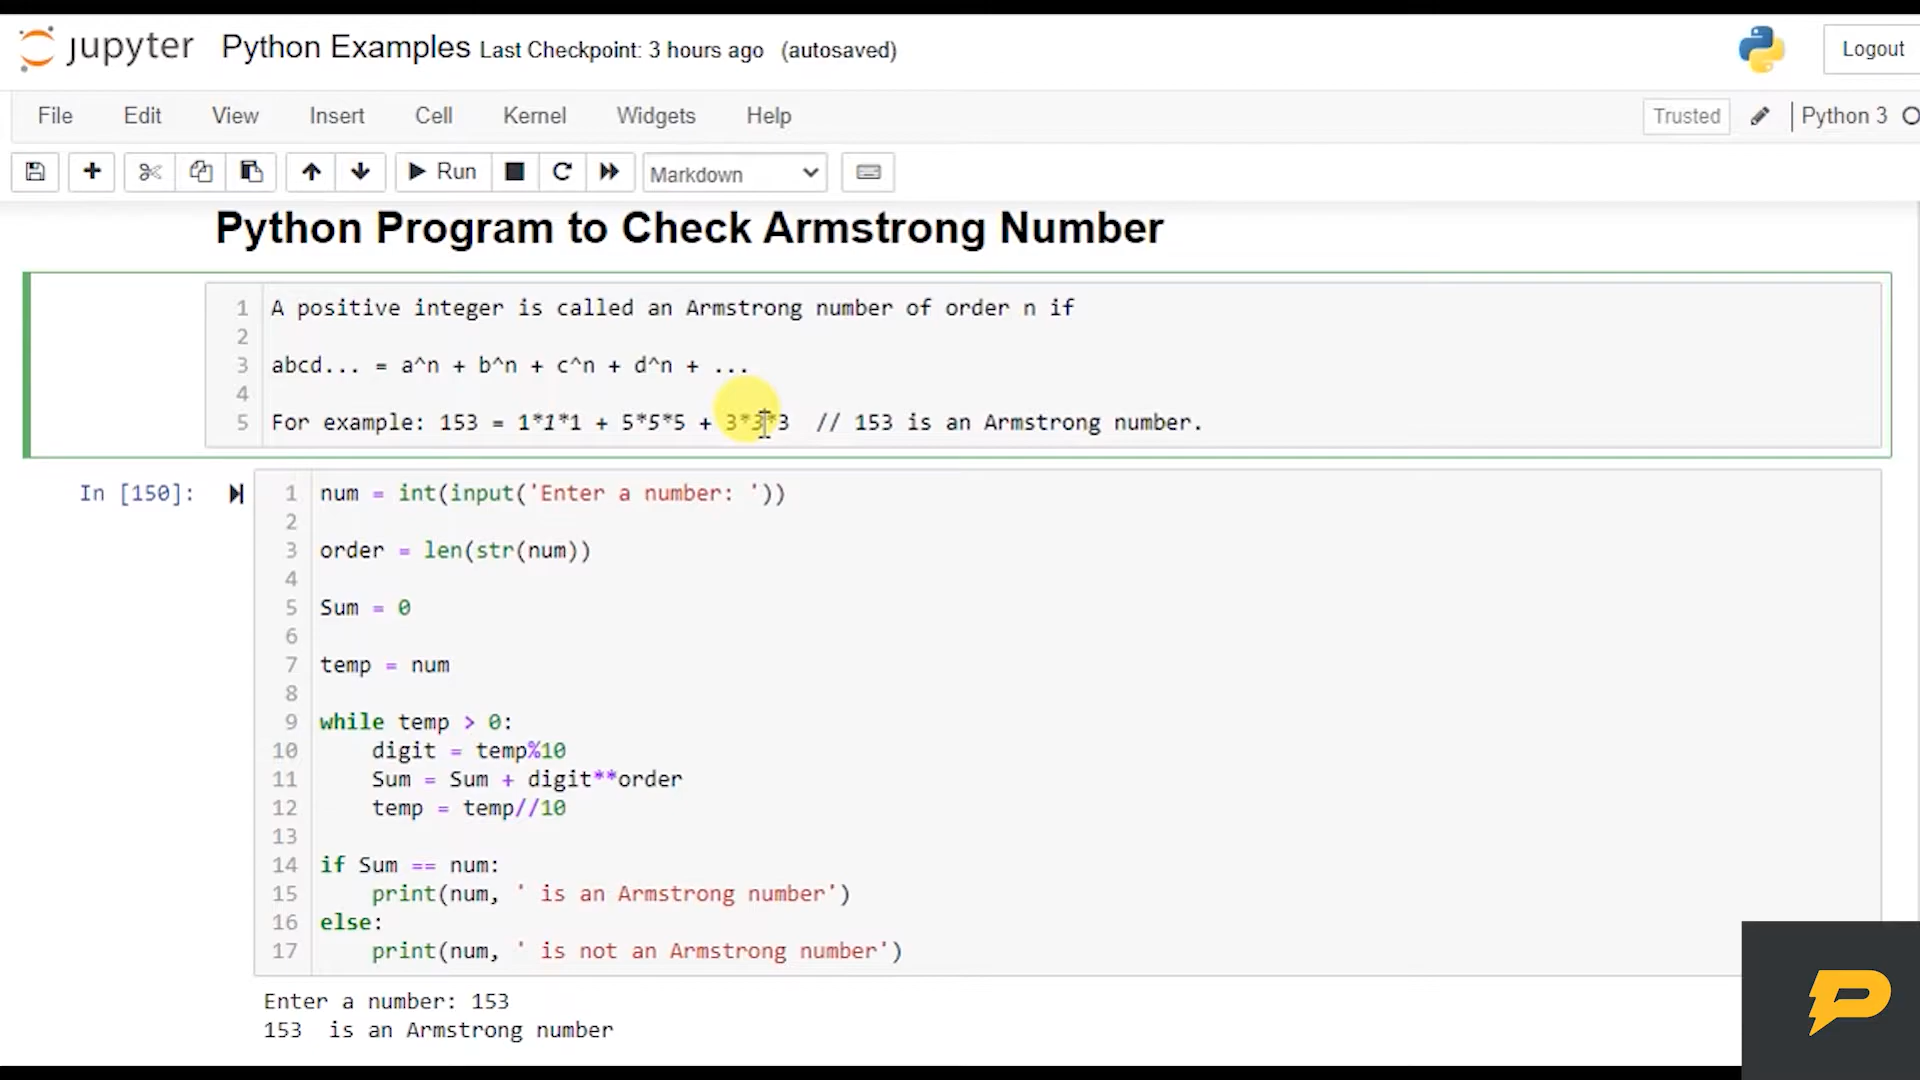 jupyter Python Examples Last Checkpoint: 3 hours ago (autosaved) Logout
File Edit View Insert Cell Kernel Widgets Help Trusted Python 3
Run Markdown
Python Program to Check Armstrong Number
1 A positive integer is called an Armstrong number of order n if
2
3 abcd... = a^n + b^n + c^n + d^n + ...
4
5 For example: 153 = 1*1*1 + 5*5*5 + 3*3*3 // 153 is an Armstrong number.
In [150]: 1 num = int(input('Enter a number: '))
2
3 order = len(str(num))
4
5 Sum = 0
6
7 temp = num
8
9 while temp > 0:
10     digit = temp%10
11     Sum = Sum + digit**order
12     temp = temp//10
13
14 if Sum == num:
15     print(num, ' is an Armstrong number')
16 else:
17     print(num, ' is not an Armstrong number')
Enter a number: 153
153  is an Armstrong number